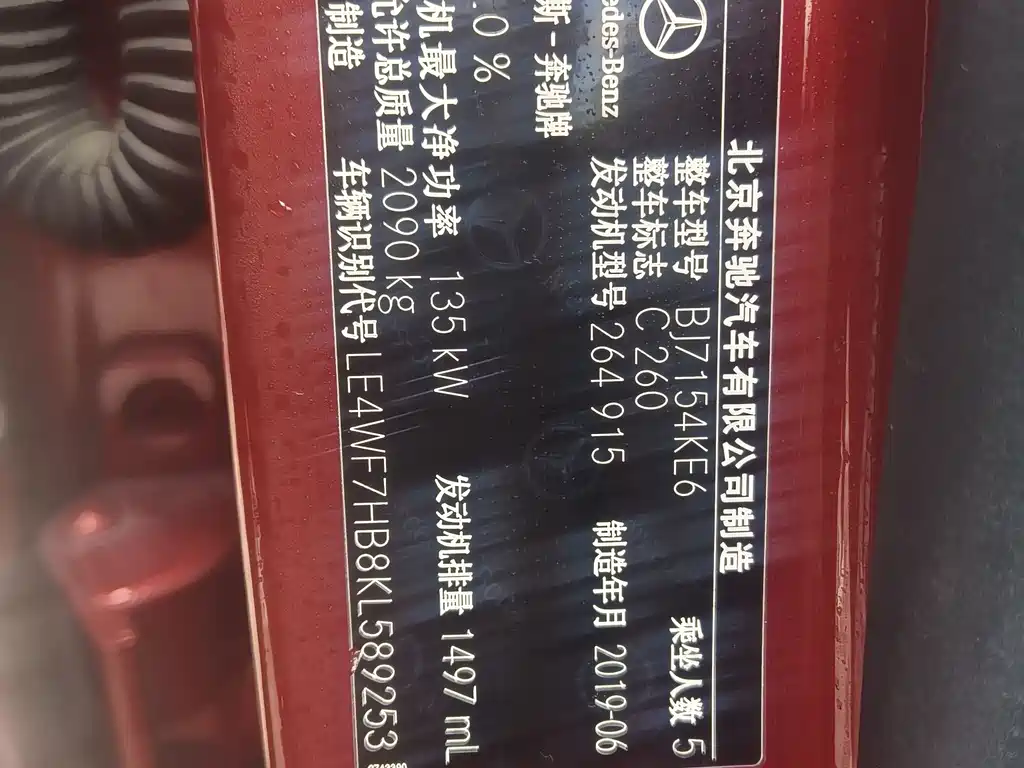 北京奔驰汽车有限公司制造
整车型号 BJ7154KE6 乘坐人数 5
整车标志 C 260
edes-Benz 发动机型号 264 915 制造年月 2019-06
斯-奔驰牌
.0 %
机最大净功率 135 kW 发动机排量 1497 mL
允许总质量 2090 kg
制造 车辆识别代号 LE4WF7HB8KL589253